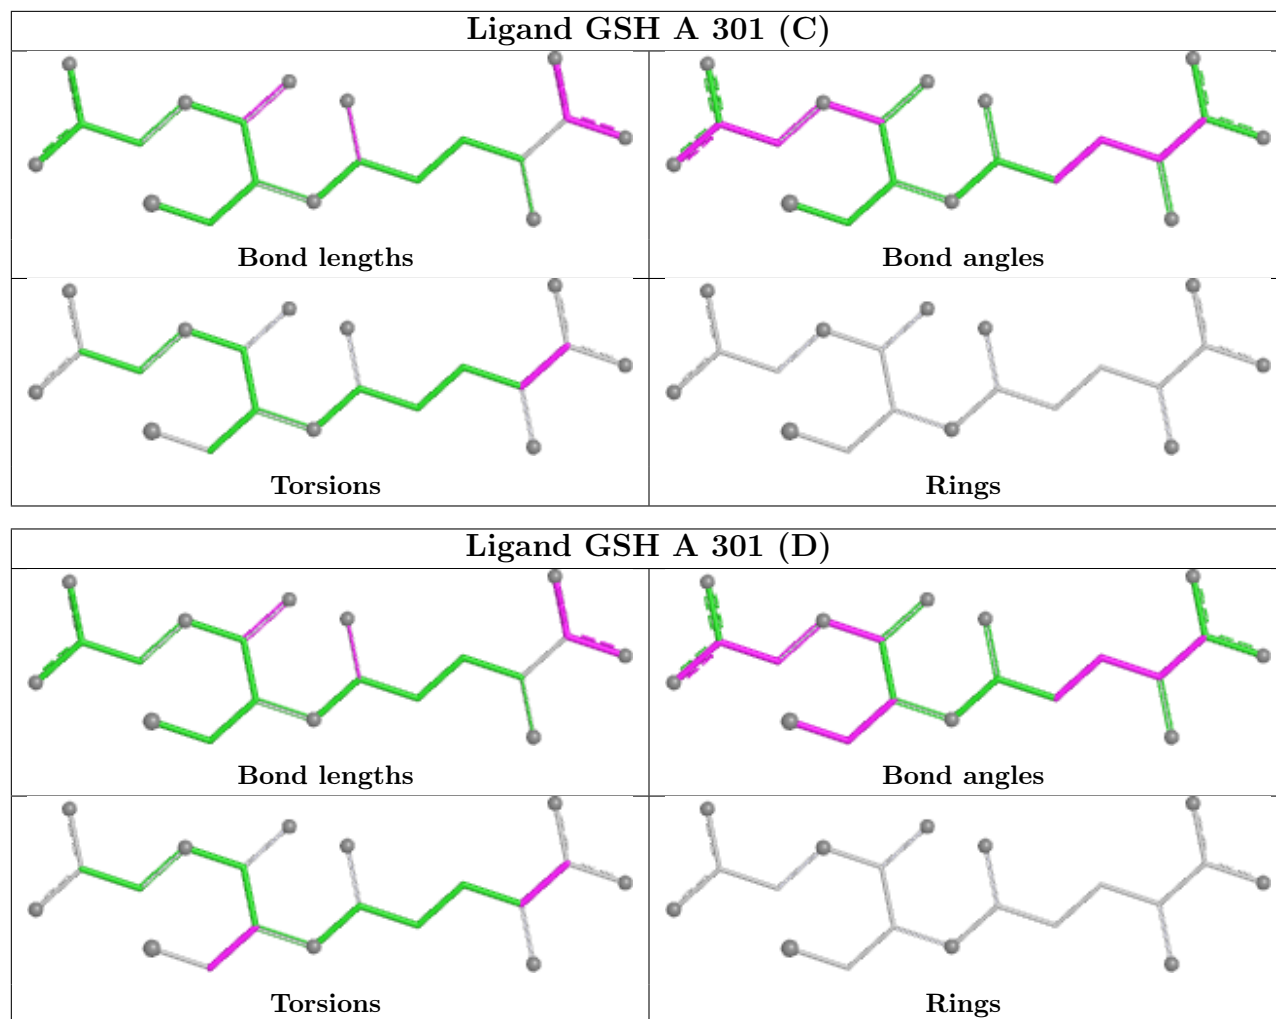 Ligand GSH A 301 (C)
Bond lengths
Bond angles
Torsions
Rings
Ligand GSH A 301 (D)
Bond lengths
Bond angles
Torsions
Rings